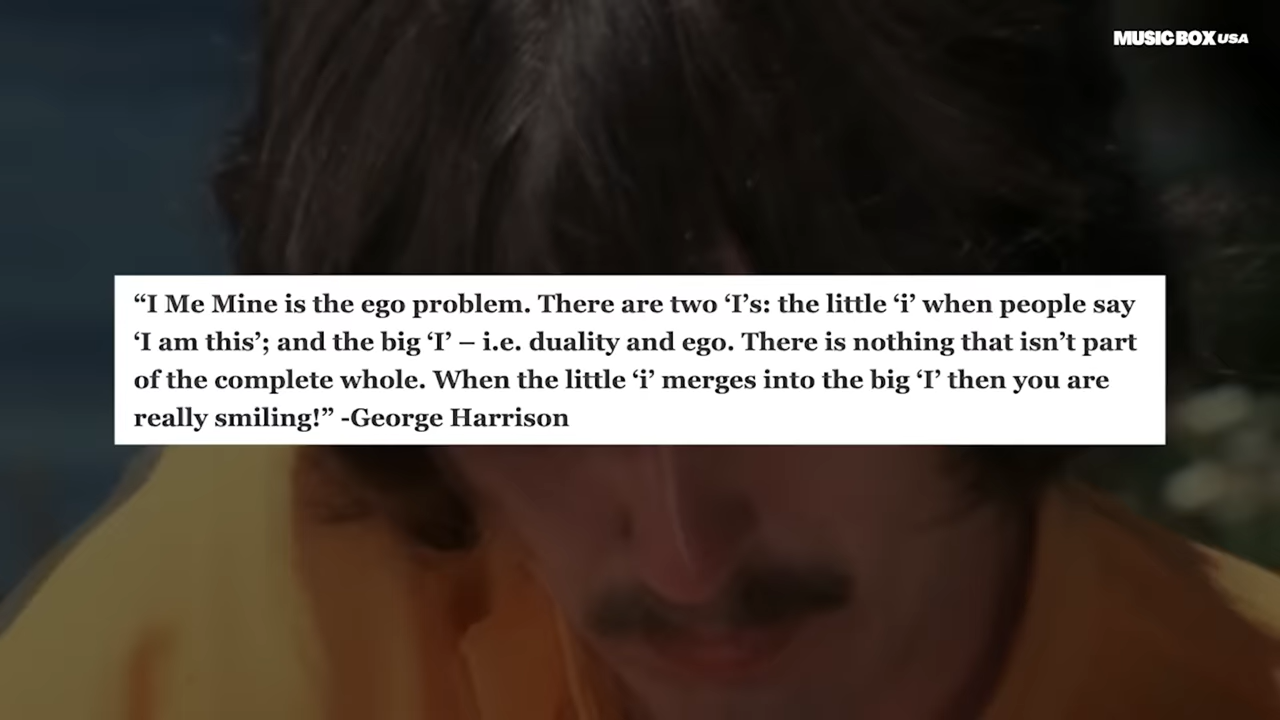 MUSIC BOX USA
“I Me Mine is the ego problem. There are two ‘I’s: the little ‘i’ when people say
‘I am this’; and the big ‘I’ – i.e. duality and ego. There is nothing that isn’t part
of the complete whole. When the little ‘i’ merges into the big ‘I’ then you are
really smiling!” -George Harrison